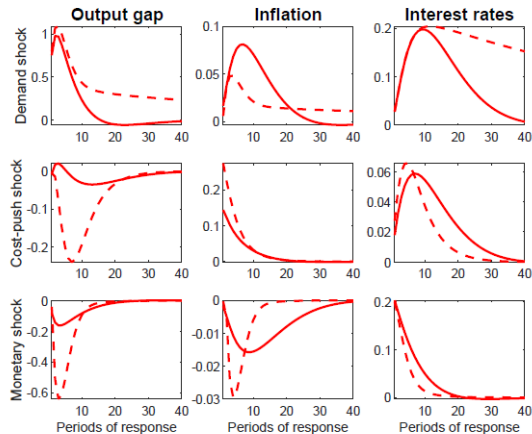 Output gap Inflation Interest rates
Demand shock
1
0.5
0
10 20 30 40
0.1
0.05
0
10 20 30 40
0.2
0.1
0
10 20 30 40
Cost-push shock
0
-0.1
-0.2
10 20 30 40
0.2
0.1
0
10 20 30 40
0.06
0.04
0.02
0
10 20 30 40
Monetary shock
0
-0.2
-0.4
-0.6
10 20 30 40
0
-0.01
-0.02
-0.03
10 20 30 40
0.2
0.1
0
10 20 30 40
Periods of response Periods of response Periods of response